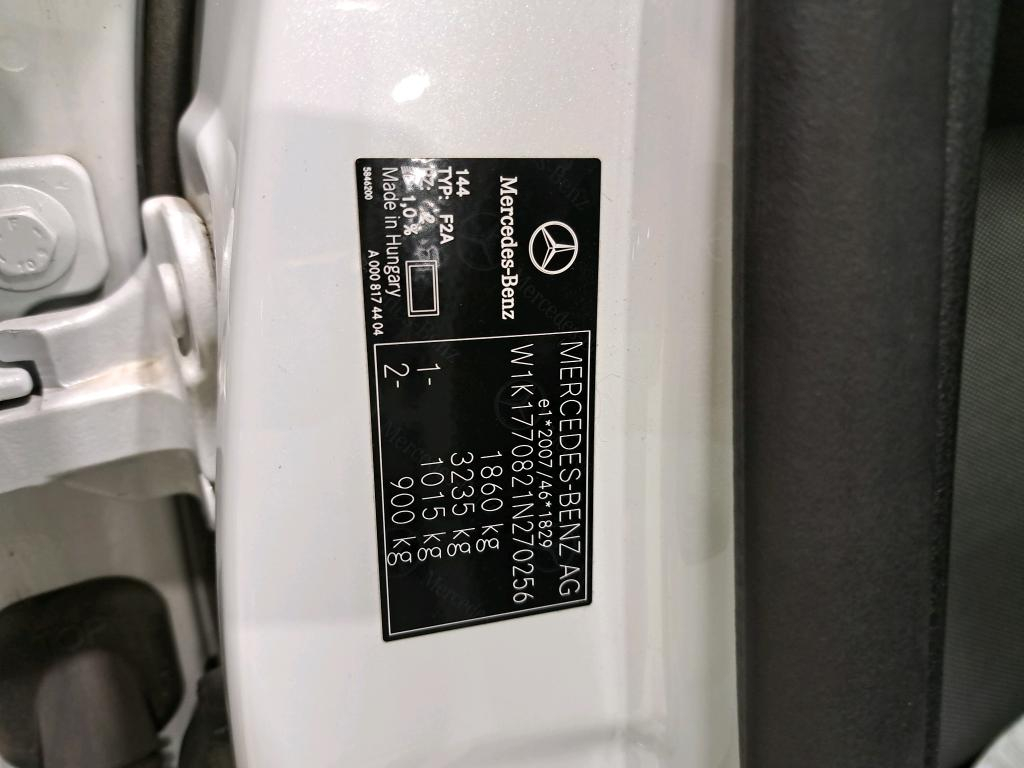 Mercedes-Benz
144
TYP: F2A
1,0 %
Made in Hungary
5846200
A 000 817 44 04
MERCEDES-BENZ AG
e1*2007/46*1829
W1K1770821N270256
1860 kg
3235 kg
1- 1015 kg
2- 900 kg